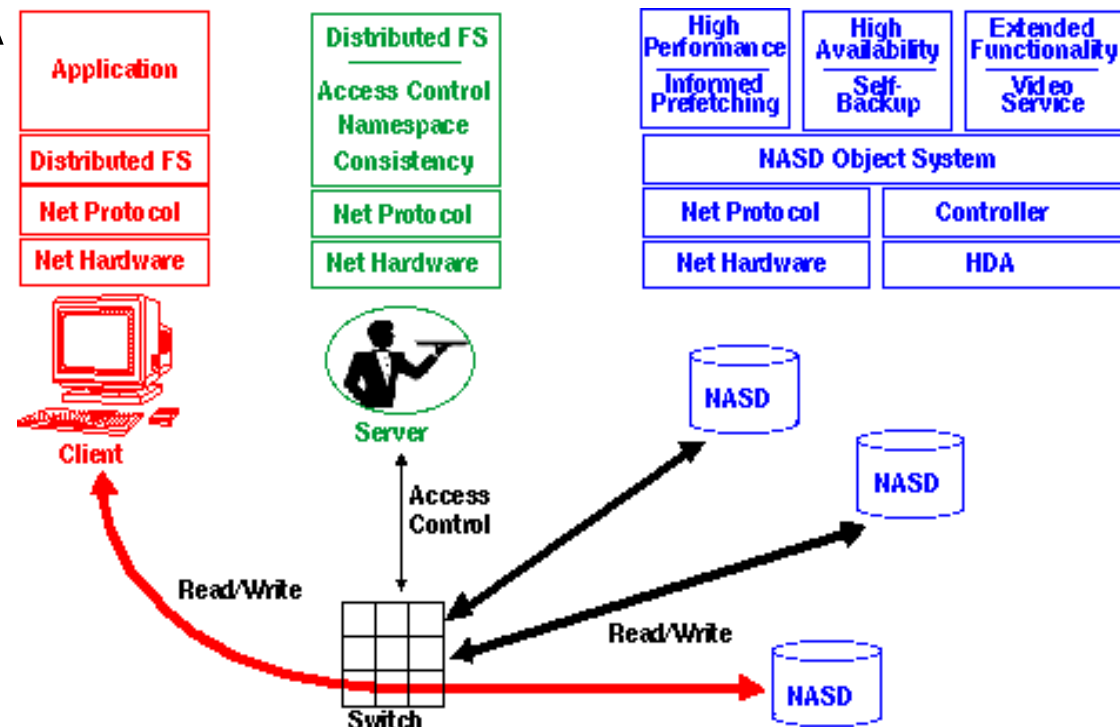 A
Application
Distributed FS
Net Protocol
Net Hardware
Client
Distributed FS
Access Control
Namespace
Consistency
Net Protocol
Net Hardware
Server
High
Performance
Informed
Prefetching
High
Availability
Self-
Backup
Extended
Functionality
Video
Service
NASD Object System
Net Protocol
Controller
Net Hardware
HDA
NASD
NASD
Access
Control
Read/Write
Read/Write
NASD
Switch